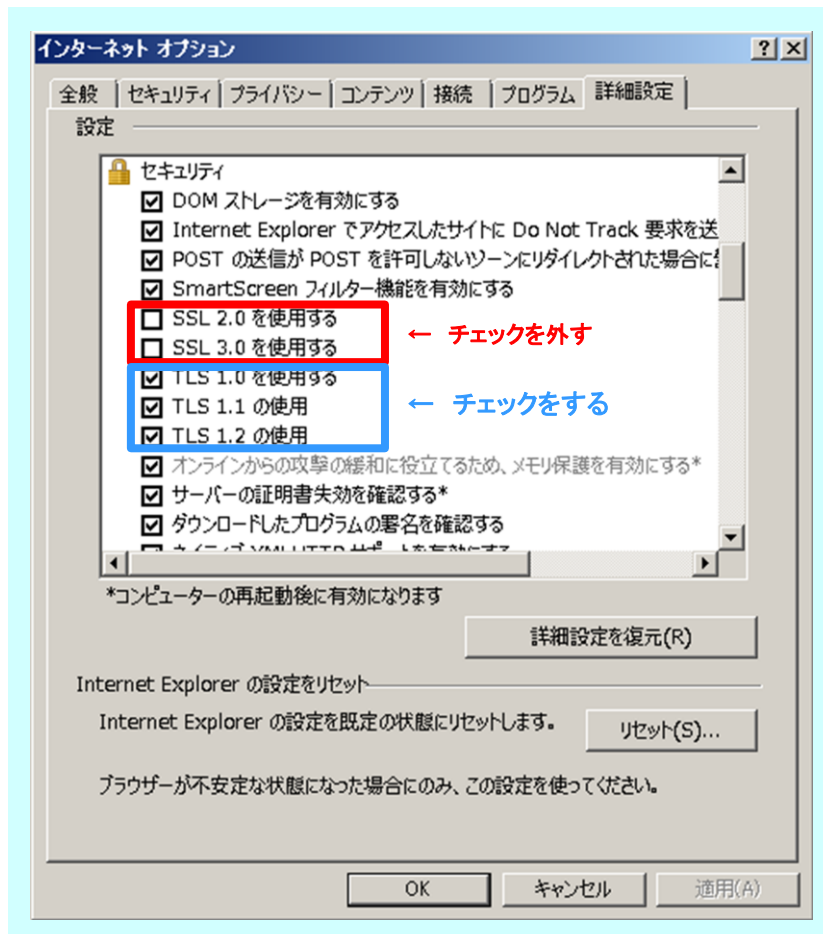 インターネット オプション
全般 セキュリティ プライバシー コンテンツ 接続 プログラム 詳細設定
設定
セキュリティ
DOM ストレージを有効にする
Internet Explorer でアクセスしたサイトに Do Not Track 要求を送
POST の送信が POST を許可しないゾーンにリダイレクトされた場合に
SmartScreen フィルター機能を有効にする
SSL 2.0 を使用する
SSL 3.0 を使用する
← チェックを外す
TLS 1.0 を使用する
TLS 1.1 の使用
← チェックをする
TLS 1.2 の使用
オンラインからの攻撃の緩和に役立てるため、メモリ保護を有効にする*
サーバーの証明書失効を確認する*
ダウンロードしたプログラムの署名を確認する
ネイティブ XMLHTTP サポートを有効にする
*コンピューターの再起動後に有効になります
詳細設定を復元(R)
Internet Explorer の設定をリセット
Internet Explorer の設定を既定の状態にリセットします。
リセット(S)...
ブラウザーが不安定な状態になった場合にのみ、この設定を使ってください。
OK キャンセル 適用(A)